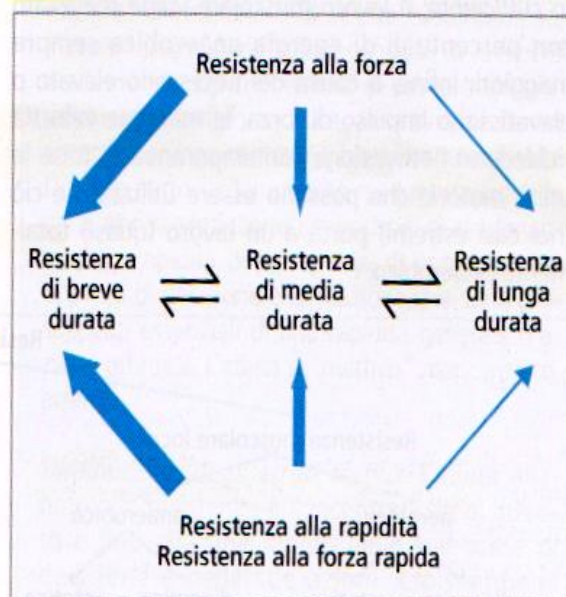 Resistenza alla forza
Resistenza
di breve
durata
Resistenza
di media
durata
Resistenza
di lunga
durata
Resistenza alla rapidità
Resistenza alla forza rapida